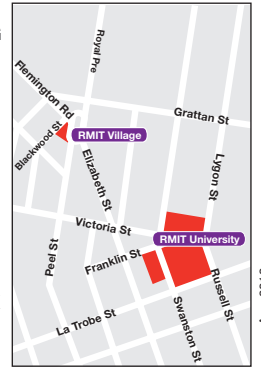 Royal Pre
Flemington Rd
Grattan St
Blackwood St
RMIT Village
Elizabeth St
Lygon St
Victoria St
RMIT University
Peel St
Franklin St
La Trobe St
Swanston St
Russell St